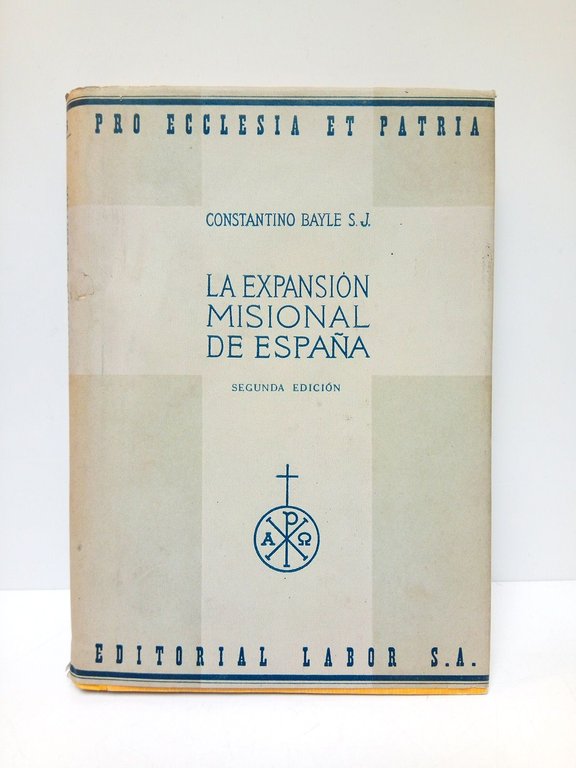 PRO ECCLESIA ET PATRIA
CONSTANTINO BAYLE S.J.
LA EXPANSIÓN
MISIONAL
DE ESPAÑA
SEGUNDA EDICIÓN
Α Ρ Ω
EDITORIAL LABOR S.A.